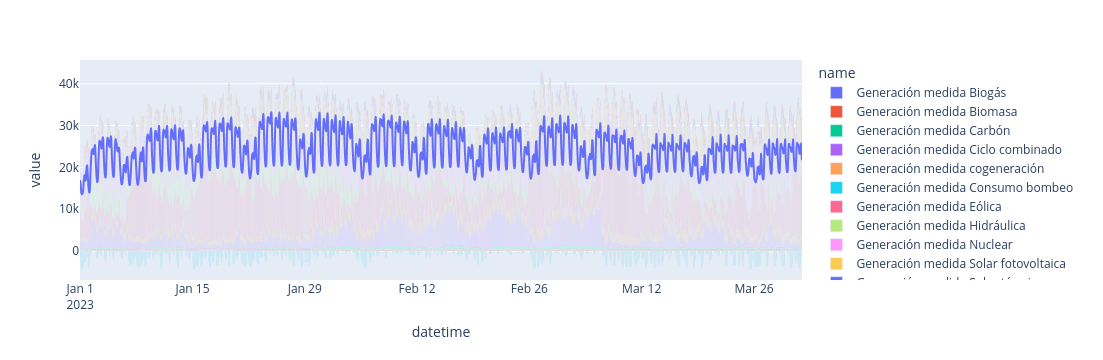 name
Generación medida Biogás
Generación medida Biomasa
Generación medida Carbón
Generación medida Ciclo combinado
Generación medida cogeneración
Generación medida Consumo bombeo
Generación medida Eólica
Generación medida Hidráulica
Generación medida Nuclear
Generación medida Solar fotovoltaica
value
40k
30k
20k
10k
0
Jan 1
2023
Jan 15
Jan 29
Feb 12
Feb 26
Mar 12
Mar 26
datetime